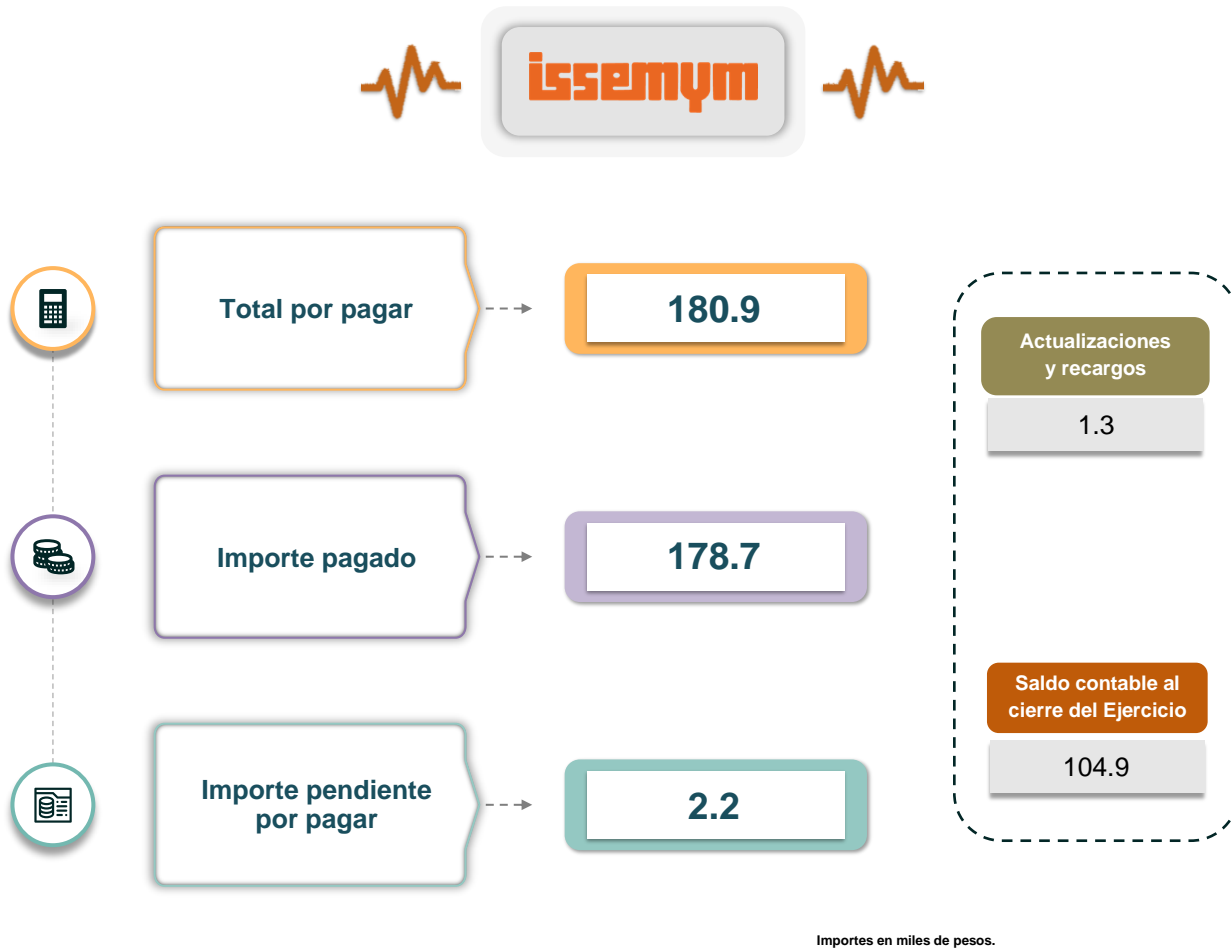 issemym
Total por pagar
180.9
Importe pagado
178.7
Importe pendiente
por pagar
2.2
Actualizaciones
y recargos
1.3
Saldo contable al
cierre del Ejercicio
104.9
Importes en miles de pesos.